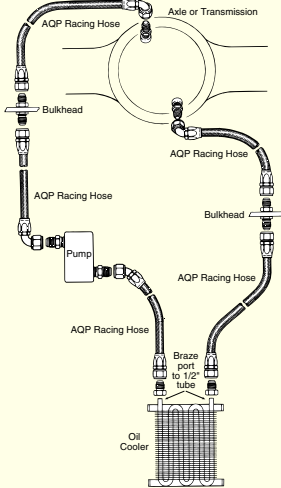 Axle or Transmission
AQP Racing Hose
Bulkhead
AQP Racing Hose
AQP Racing Hose
Bulkhead
Pump
AQP Racing Hose
AQP Racing Hose
Braze
port
to 1/2"
tube
Oil
Cooler